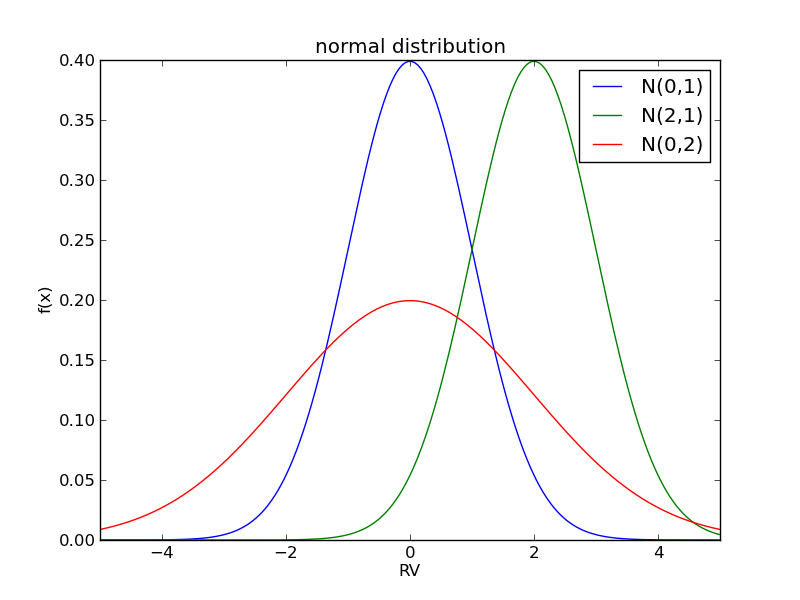 normal distribution
0.40
0.35
0.30
0.25
0.20
0.15
0.10
0.05
0.00
f(x)
N(0,1)
N(2,1)
N(0,2)
−4 −2 0 2 4
RV